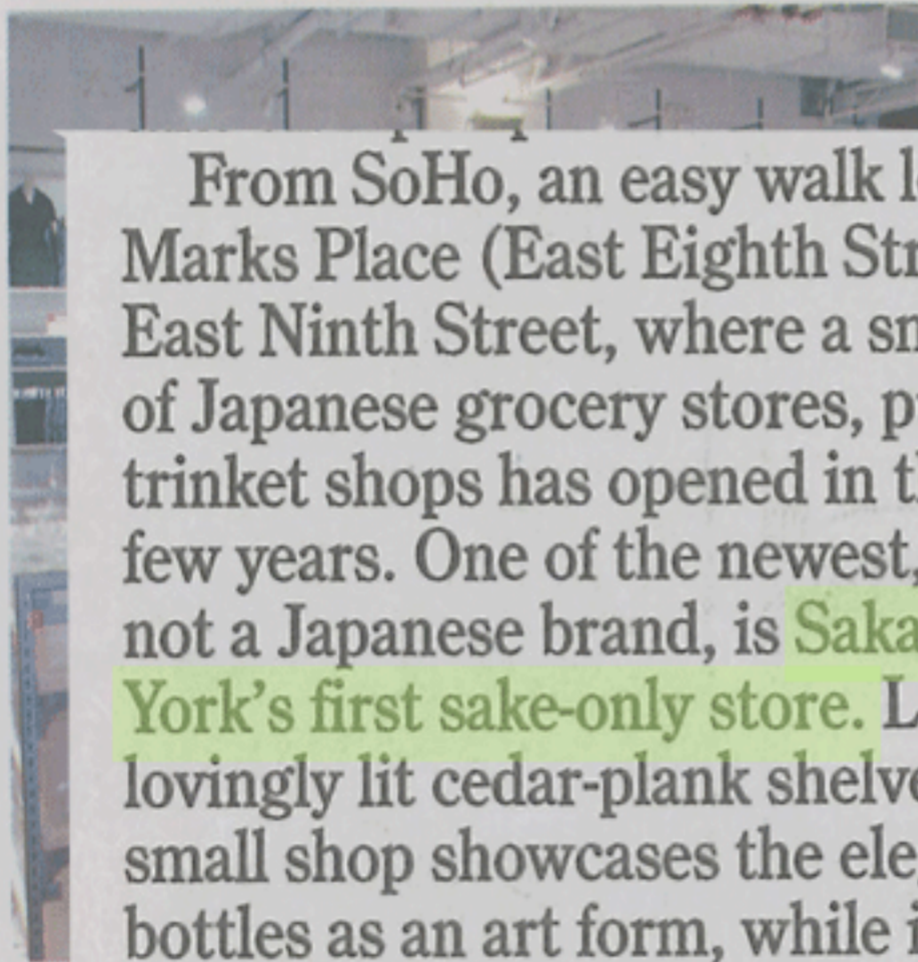 From SoHo, an easy walk
Marks Place (East Eighth
East Ninth Street, where a
of Japanese grocery stores,
trinket shops has opened in
few years. One of the newest,
not a Japanese brand, is
York's first sake-only store.
lovingly lit cedar-plank
small shop showcases the
bottles as an art form, while